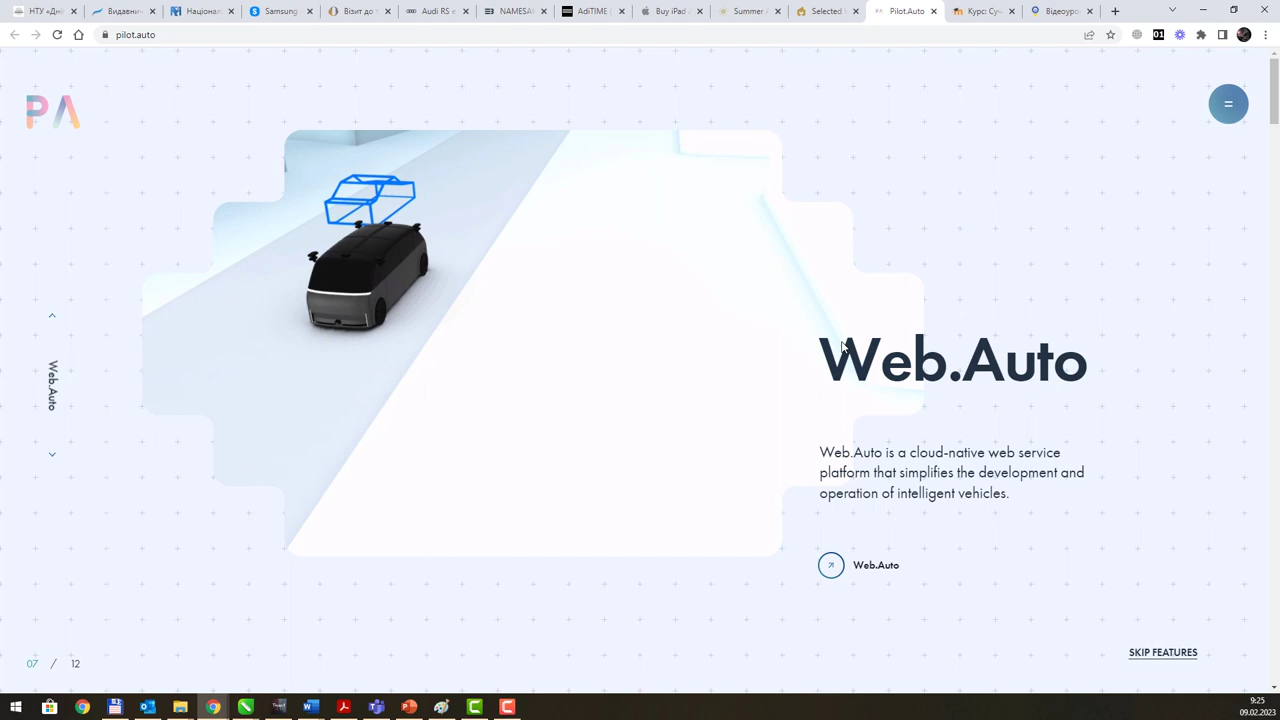 НТУ «Дні
Видавни
Націонал
Samsung
Візит до
Audi RS e
NAMESA
AdiTIME |
Buy iPad
Summer
Selected
Pilot.Auto
Курс: Су
Відеоуро
pilot.auto
PA
Web.Auto
Web.Auto
Web.Auto is a cloud-native web service
platform that simplifies the development and
operation of intelligent vehicles.
Web.Auto
07 / 12
SKIP FEATURES
9:25
09.02.2023